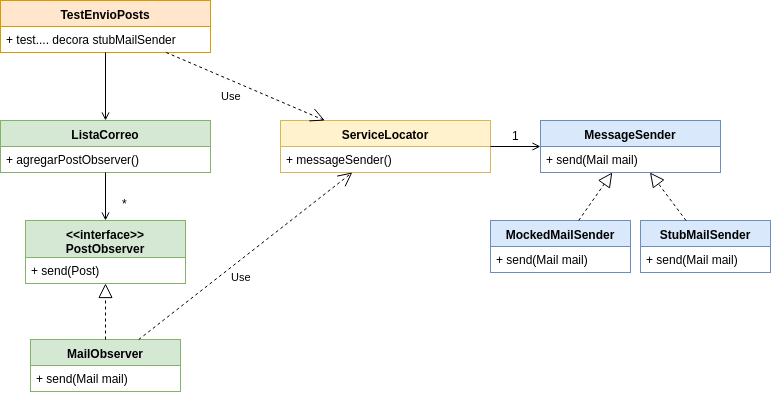 TestEnvioPosts
+ test.... decora stubMailSender
Use
ListaCorreo
+ agregarPostObserver()
ServiceLocator
+ messageSender()
1
MessageSender
+ send(Mail mail)
*
<<interface>>
PostObserver
+ send(Post)
MockedMailSender
+ send(Mail mail)
StubMailSender
+ send(Mail mail)
Use
MailObserver
+ send(Mail mail)